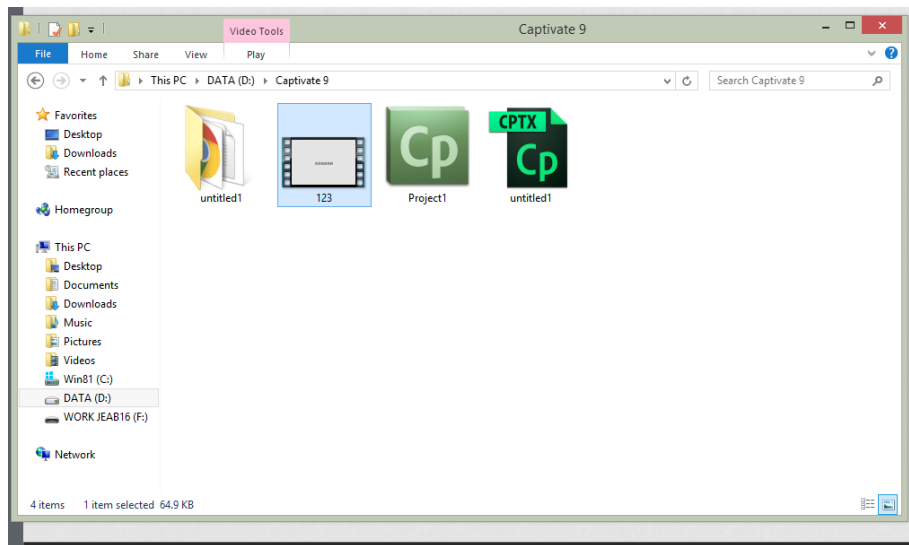 Video Tools
Captivate 9
File Home Share View Play
This PC DATA (D:) Captivate 9
Search Captivate 9
Favorites
Desktop
Downloads
Recent places
Homegroup
This PC
Desktop
Documents
Downloads
Music
Pictures
Videos
Win81 (C:)
DATA (D:)
WORK JEAB16 (F:)
Network
CPTX
Cp
Cp
untitled1
123
Project1
untitled1
4 items 1 item selected 64.9 KB